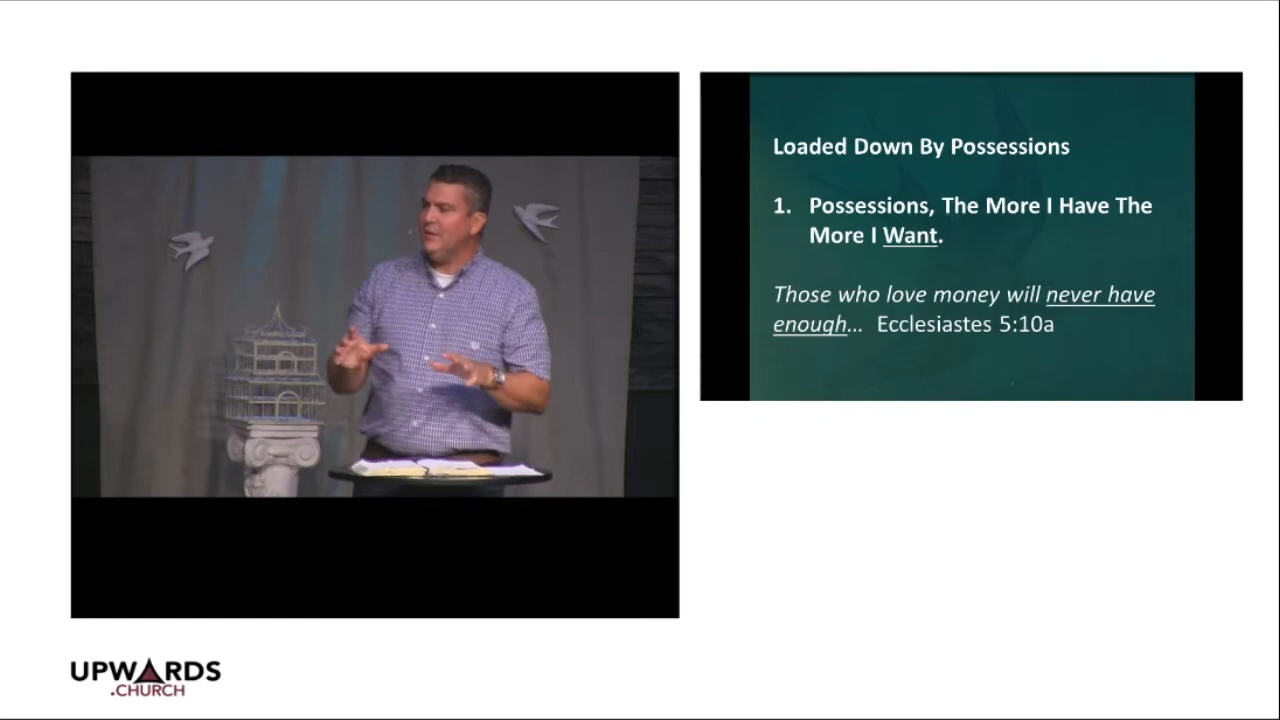 Loaded Down By Possessions
1. Possessions, The More I Have The
More I Want.
Those who love money will never have
enough... Ecclesiastes 5:10a
UPWARDS
.CHURCH